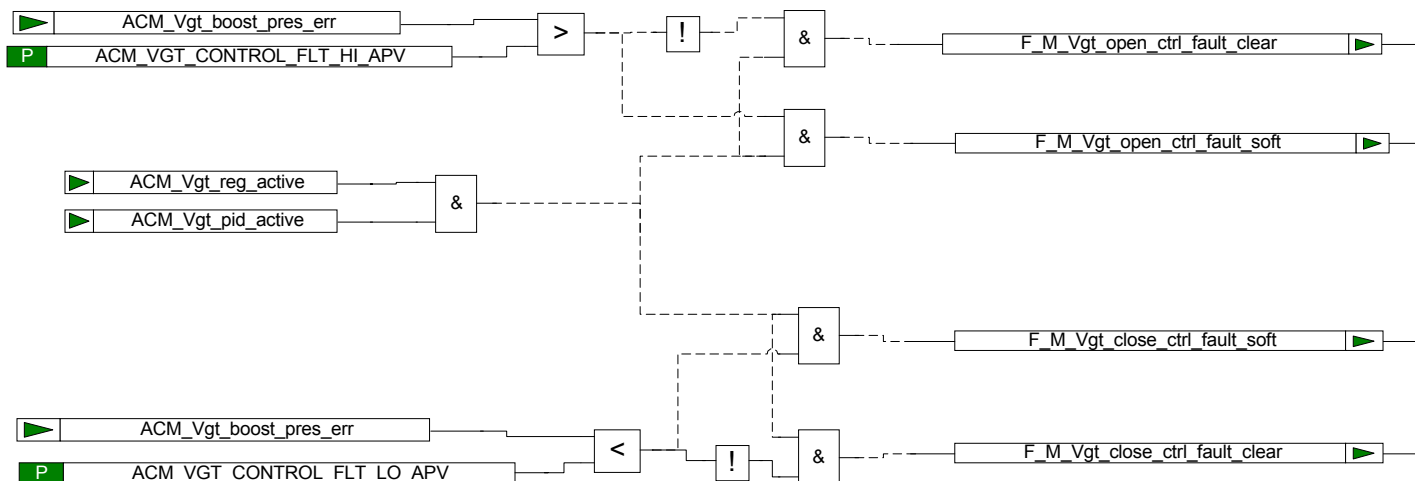 ACM_Vgt_boost_pres_err
P ACM_VGT_CONTROL_FLT_HI_APV
>
!
&
F_M_Vgt_open_ctrl_fault_clear
&
F_M_Vgt_open_ctrl_fault_soft
ACM_Vgt_reg_active
ACM_Vgt_pid_active
&
&
F_M_Vgt_close_ctrl_fault_soft
ACM_Vgt_boost_pres_err
P ACM_VGT_CONTROL_FLT_LO_APV
<
!
&
F_M_Vgt_close_ctrl_fault_clear